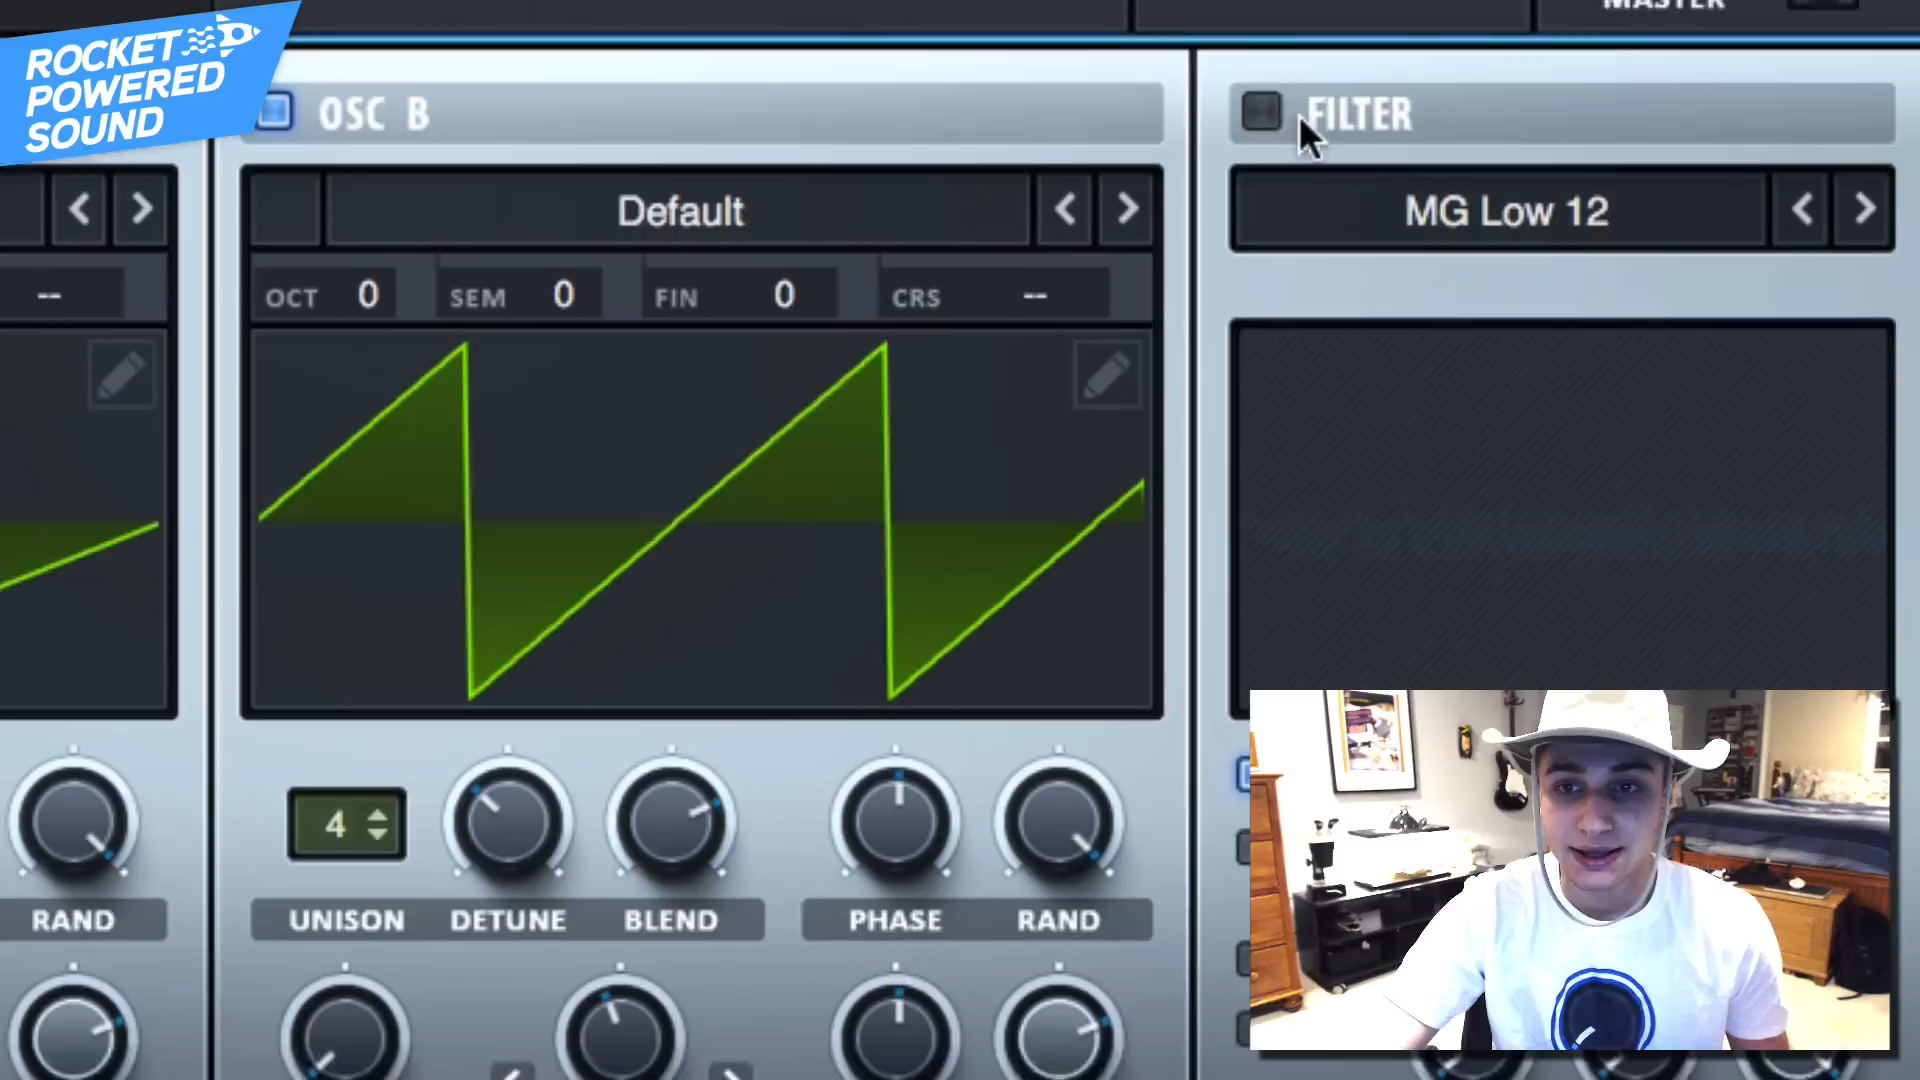 MASTER
ROCKET
POWERED
SOUND
OSC B
FILTER
Default
MG Low 12
--
OCT 0
SEM 0
FIN 0
CRS --
4
RAND
UNISON
DETUNE
BLEND
PHASE
RAND